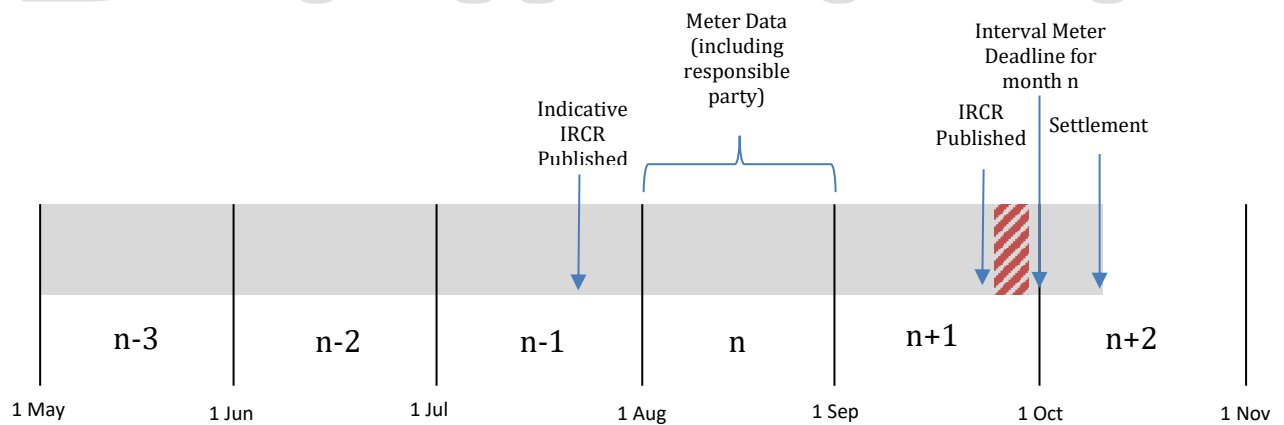 Meter Data
(including
responsible
party)
Interval Meter
Deadline for
month n
Indicative
IRCR
Published
IRCR
Published
Settlement
n-3
n-2
n-1
n
n+1
n+2
1 May
1 Jun
1 Jul
1 Aug
1 Sep
1 Oct
1 Nov